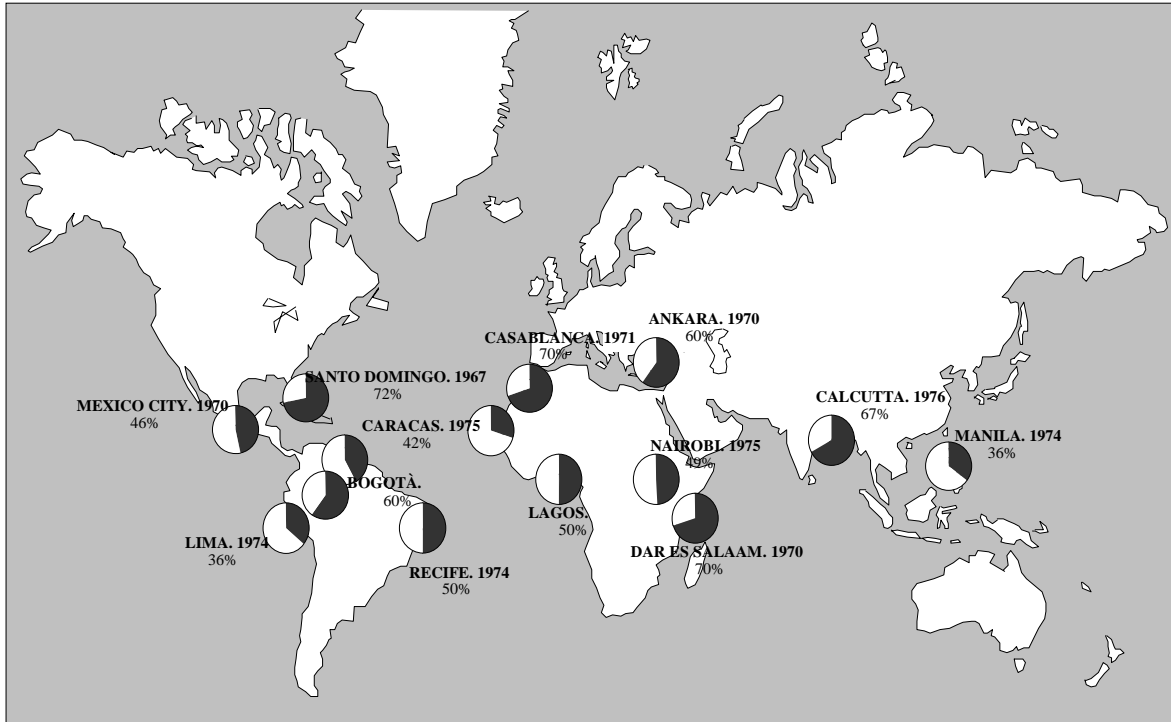 ANKARA. 1970
60%
CASABLANCA. 1971
70%
SANTO DOMINGO. 1967
72%
MEXICO CITY. 1970
46%
CARACAS. 1975
42%
CALCUTTA. 1976
67%
MANILA. 1974
36%
NAIROBI. 1975
49%
BOGOTÀ.
60%
LAGOS.
50%
LIMA. 1974
36%
DAR ES SALAAM. 1970
70%
RECIFE. 1974
50%